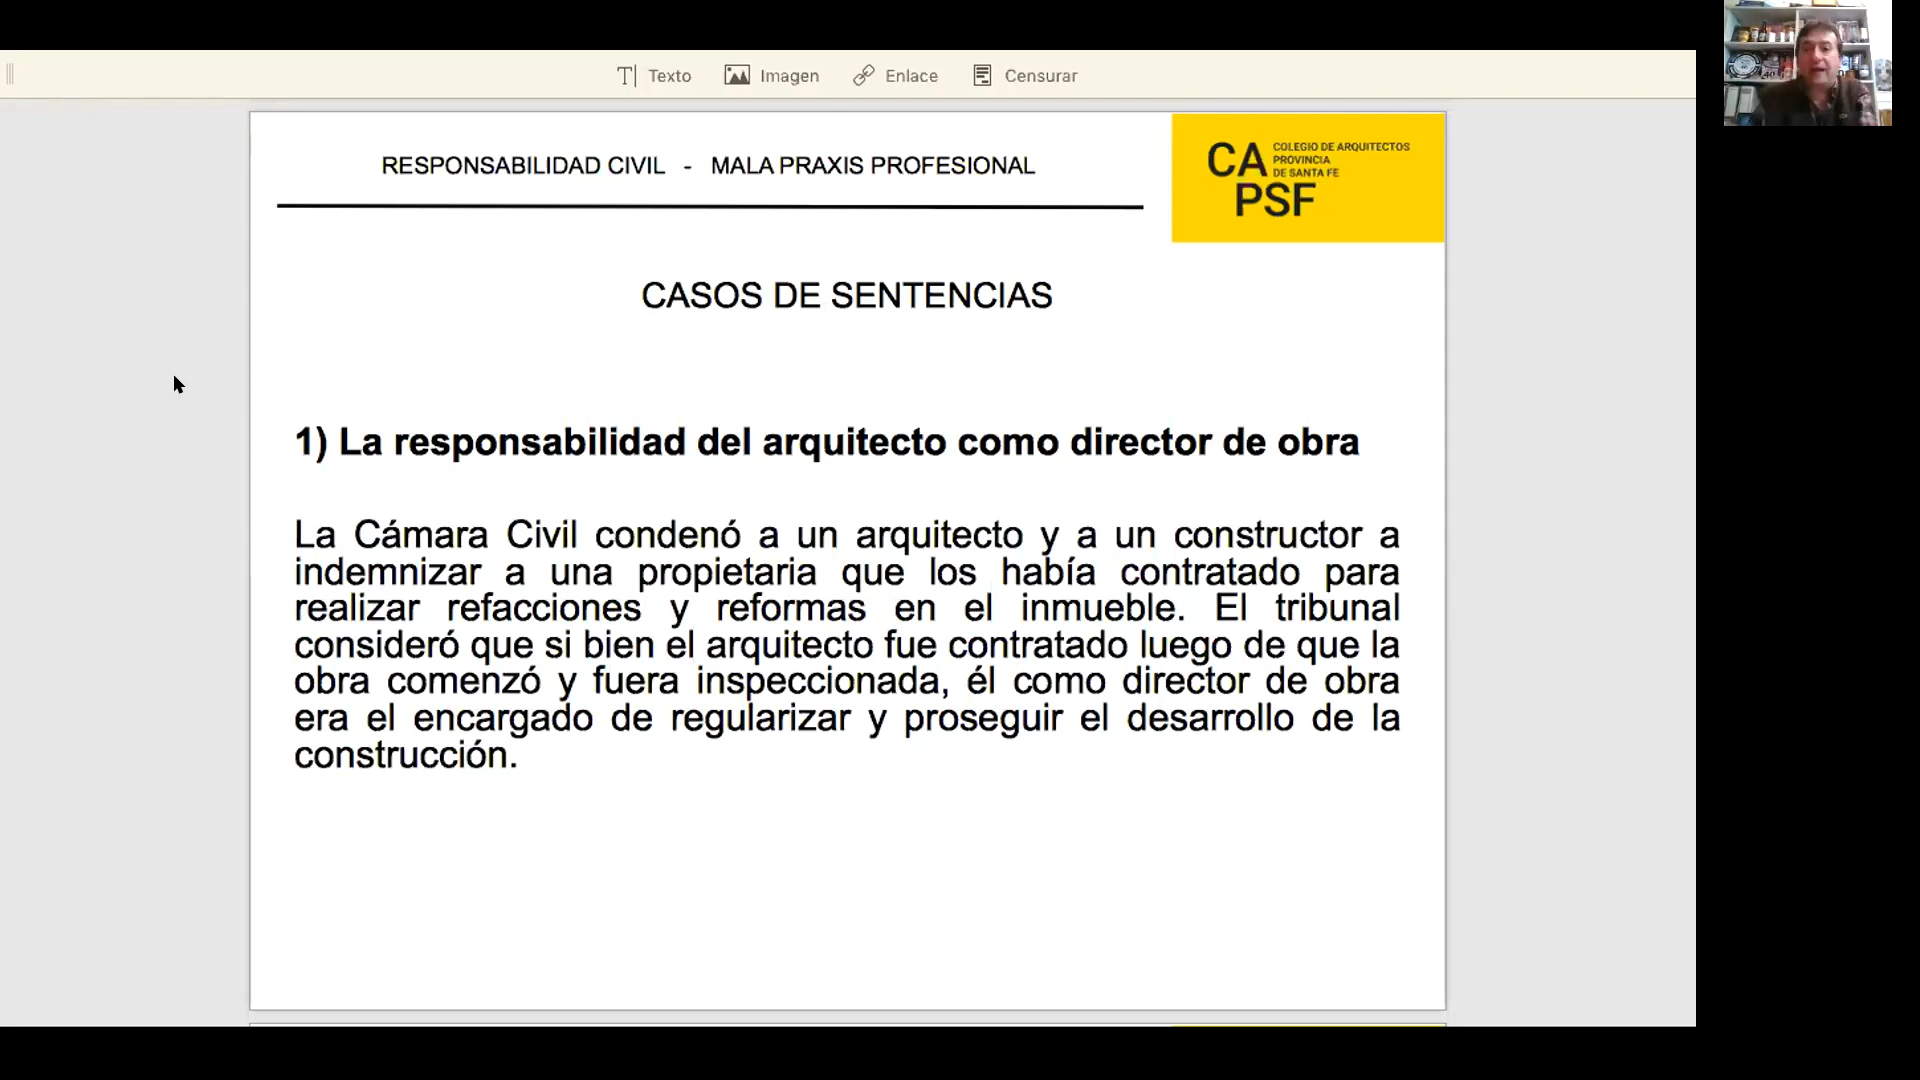 Texto Imagen Enlace Censurar
RESPONSABILIDAD CIVIL - MALA PRAXIS PROFESIONAL
CA
PSF
COLEGIO DE ARQUITECTOS
PROVINCIA
DE SANTA FE
CASOS DE SENTENCIAS
1) La responsabilidad del arquitecto como director de obra
La Cámara Civil condenó a un arquitecto y a un constructor a
indemnizar a una propietaria que los había contratado para
realizar refacciones y reformas en el inmueble. El tribunal
consideró que si bien el arquitecto fue contratado luego de que la
obra comenzó y fuera inspeccionada, él como director de obra
era el encargado de regularizar y proseguir el desarrollo de la
construcción.